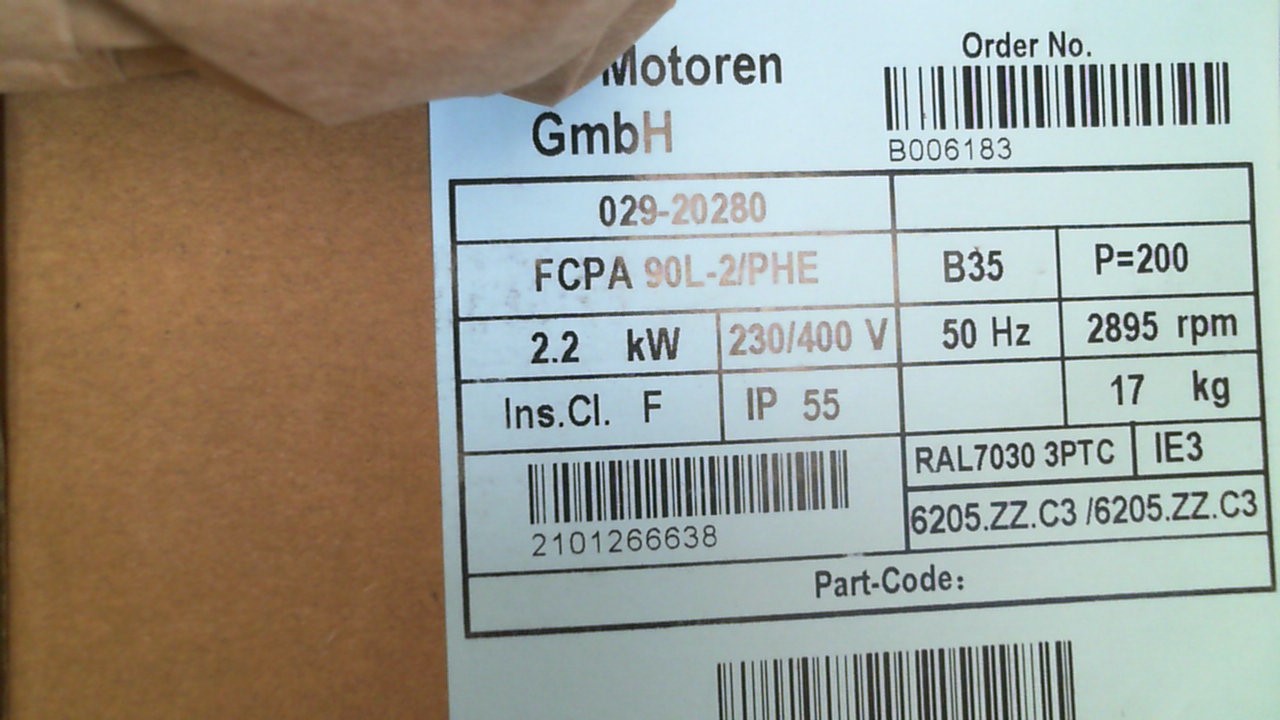 Motoren
GmbH
Order No.
B006183
029-20280
FCPA 90L-2/PHE
B35
P=200
2.2 kW
230/400 V
50 Hz
2895 rpm
Ins.Cl. F
IP 55
17 kg
RAL7030 3PTC
IE3
6205.ZZ.C3 /6205.ZZ.C3
2101266638
Part-Code: